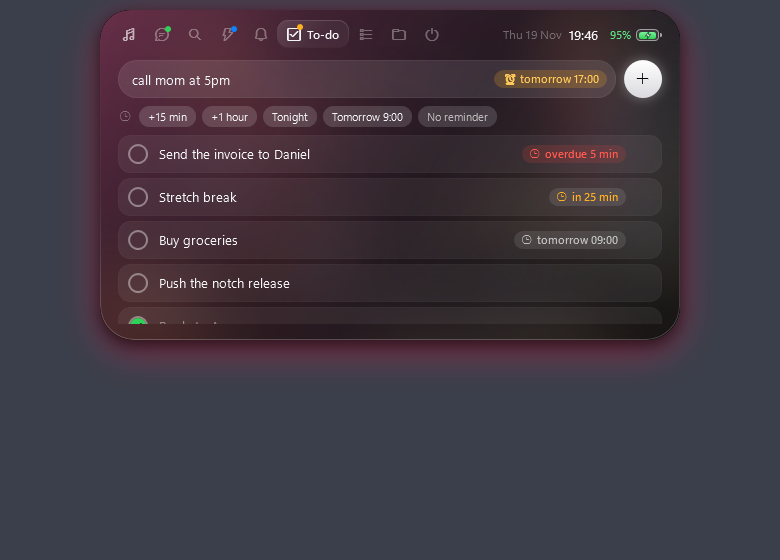 To-do Thu 19 Nov 19:46 95%
call mom at 5pm tomorrow 17:00
+15 min +1 hour Tonight Tomorrow 9:00 No reminder
Send the invoice to Daniel overdue 5 min
Stretch break in 25 min
Buy groceries tomorrow 09:00
Push the notch release